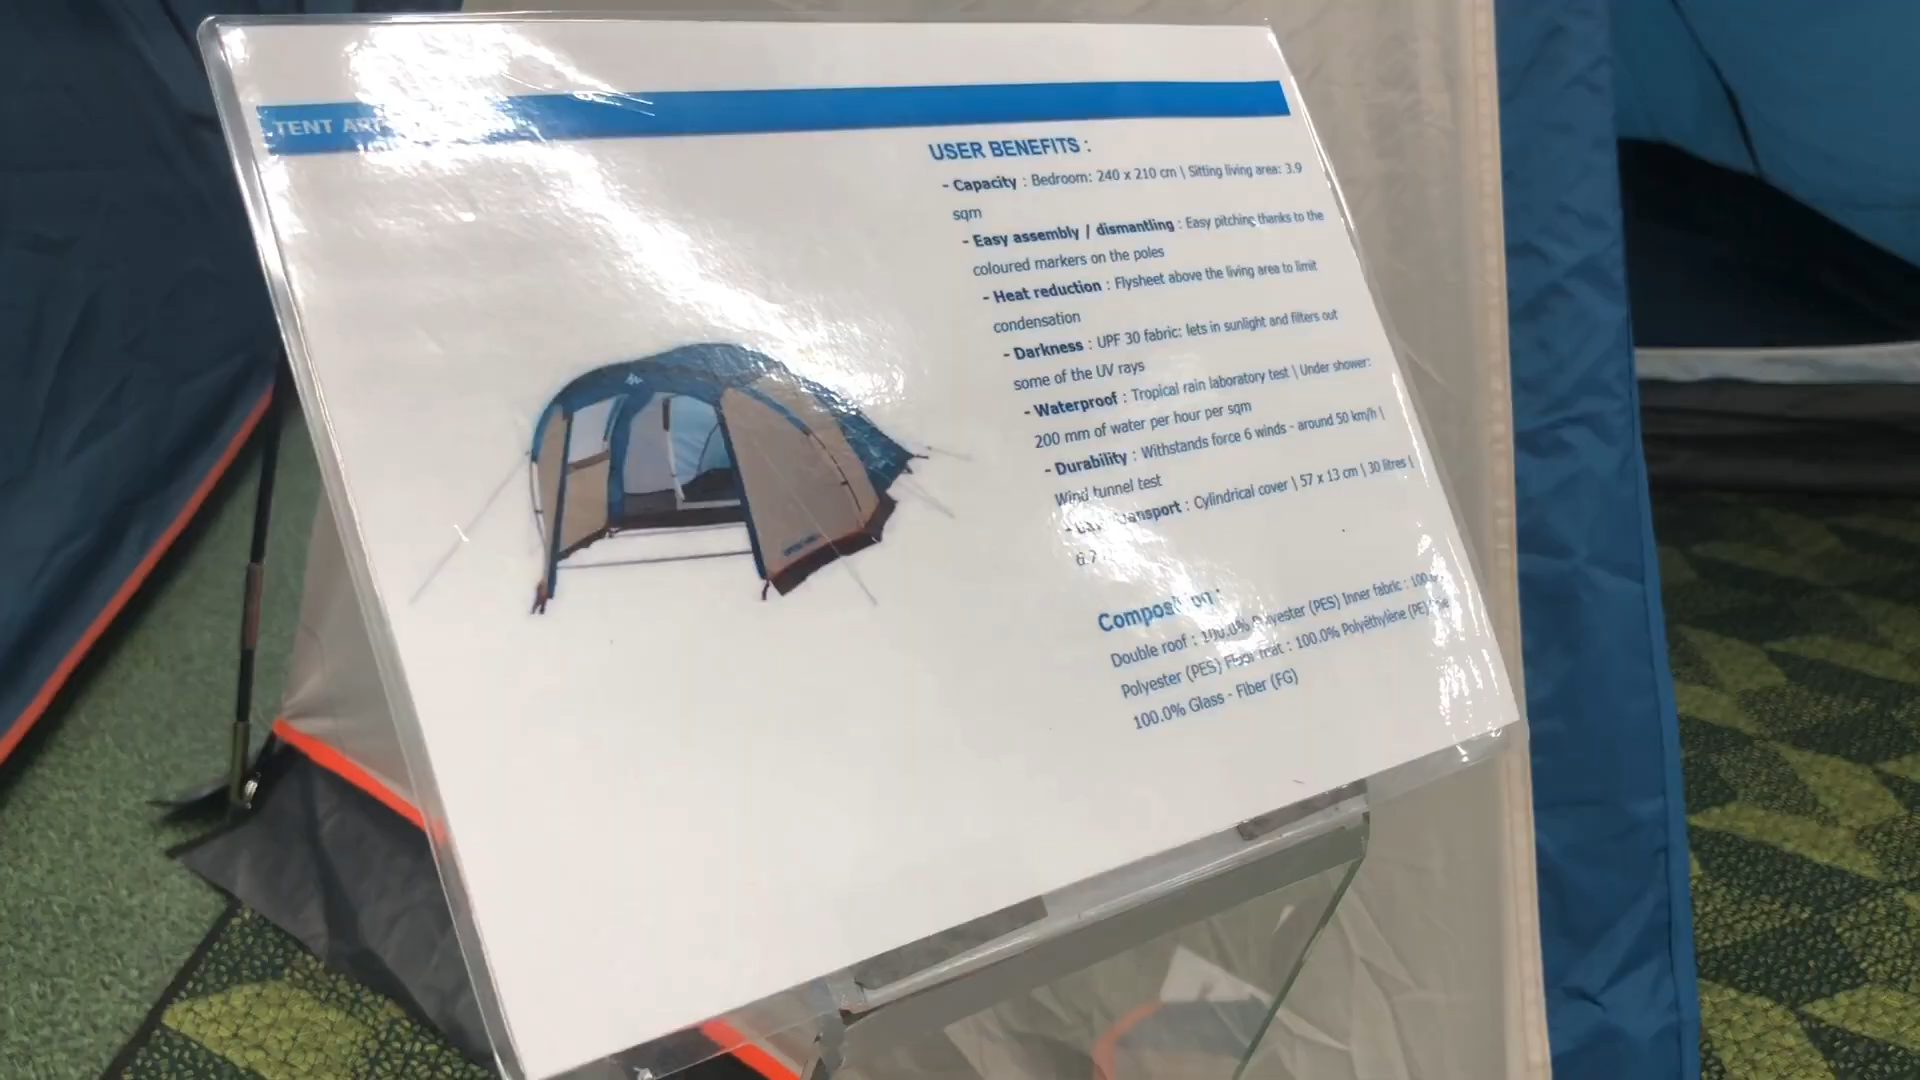 TENT
USER BENEFITS :
- Capacity : Bedroom: 240 x 210 cm | Sitting living area: 3.9
sqm
- Easy assembly / dismantling : Easy pitching thanks to the
coloured markers on the poles
- Heat reduction : Flysheet above the living area to limit
condensation
- Darkness : UPF 30 fabric: lets in sunlight and filters out
some of the UV rays
- Waterproof : Tropical rain laboratory test | Under shower:
200 mm of water per hour per sqm
- Durability : Withstands force 6 winds - around 50 km/h |
Wind tunnel test
: Cylindrical cover | 57 x 13 cm | 30 litres |
Composition :
Double roof : 100.0% Polyester (PES) Inner fabric :
Polyester (PES) Floor mat : 100.0% Polyéthylène (PE)
100.0% Glass - Fiber (FG)